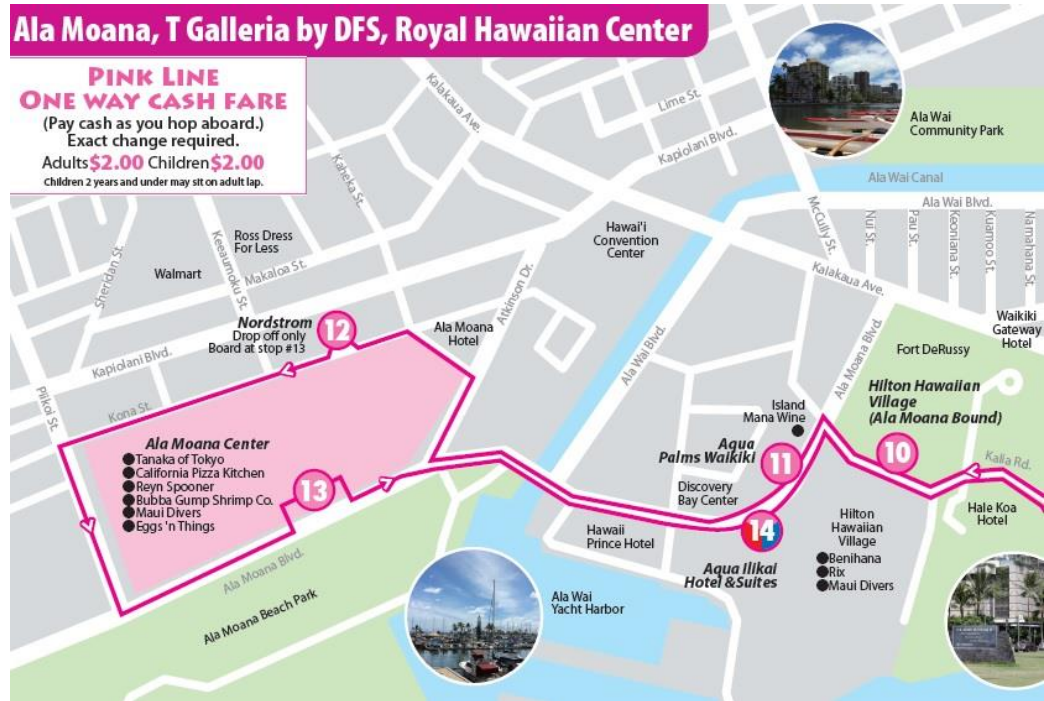 Ala Moana, T Galleria by DFS, Royal Hawaiian Center
PINK LINE
ONE WAY CASH FARE
(Pay cash as you hop aboard.)
Exact change required.
Adults $2.00 Children $2.00
Children 2 years and under may sit on adult lap.
Kalakaua Ave.
Lime St.
Kapiolani Blvd.
Ala Wai
Community Park
Ala Wai Canal
Ala Wai Blvd.
McCully St.
Nui St.
Pau St.
Keoniana St.
Kuamoo St.
Namahana St.
Kaheka St.
Keeaumoku St.
Sheridan St.
Ross Dress
For Less
Walmart
Makaloa St.
Hawai'i
Convention
Center
Atkinson Dr.
Kalakaua Ave.
Nordstrom
Drop off only
Board at stop #13
12
Ala Moana
Hotel
Ala Wai Blvd.
Ala Moana Blvd.
Waikiki
Gateway
Hotel
Fort DeRussy
Kapiolani Blvd.
Piikoi St.
Kona St.
Hilton Hawaiian
Village
(Ala Moana Bound)
10
Kalia Rd.
Island
Mana Wine
Aqua
Palms Waikiki
11
Ala Moana Center
Tanaka of Tokyo
California Pizza Kitchen
Reyn Spooner
Bubba Gump Shrimp Co.
Maui Divers
Eggs 'n Things
13
Discovery
Bay Center
Hale Koa
Hotel
14
Hawaii
Prince Hotel
Hilton
Hawaiian
Village
Benihana
Rix
Maui Divers
Aqua Ilikai
Hotel & Suites
Ala Moana Blvd.
Ala Moana Beach Park
Ala Wai
Yacht Harbor